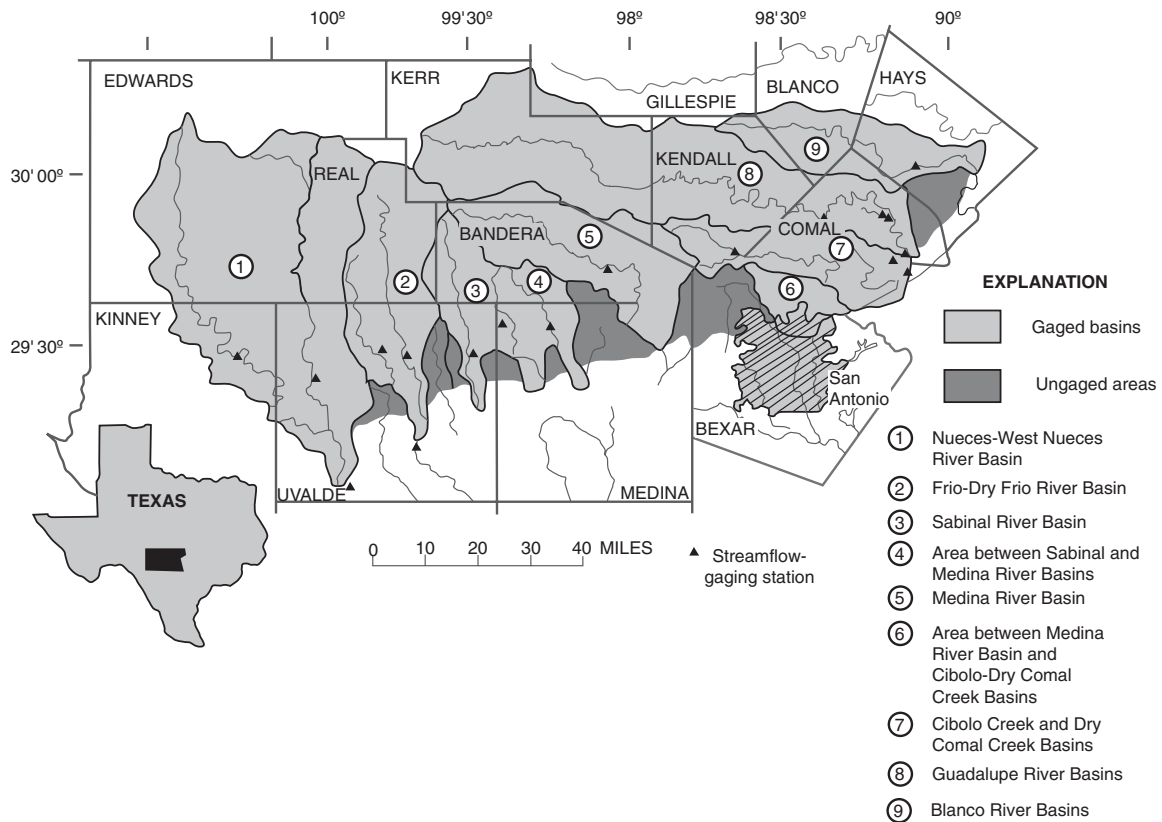 100º 99'30º 98º 98'30º 90º
EDWARDS
KERR
GILLESPIE
BLANCO
HAYS
30' 00º
REAL
KENDALL
9
8
BANDERA
5
COMAL
7
1
2
3
4
6
KINNEY
29' 30º
San
Antonio
BEXAR
UVALDE
MEDINA
TEXAS
0 10 20 30 40 MILES
Streamflow-
gaging station
EXPLANATION
Gaged basins
Ungaged areas
1 Nueces-West Nueces
River Basin
2 Frio-Dry Frio River Basin
3 Sabinal River Basin
4 Area between Sabinal and
Medina River Basins
5 Medina River Basin
6 Area between Medina
River Basin and
Cibolo-Dry Comal
Creek Basins
7 Cibolo Creek and Dry
Comal Creek Basins
8 Guadalupe River Basins
9 Blanco River Basins